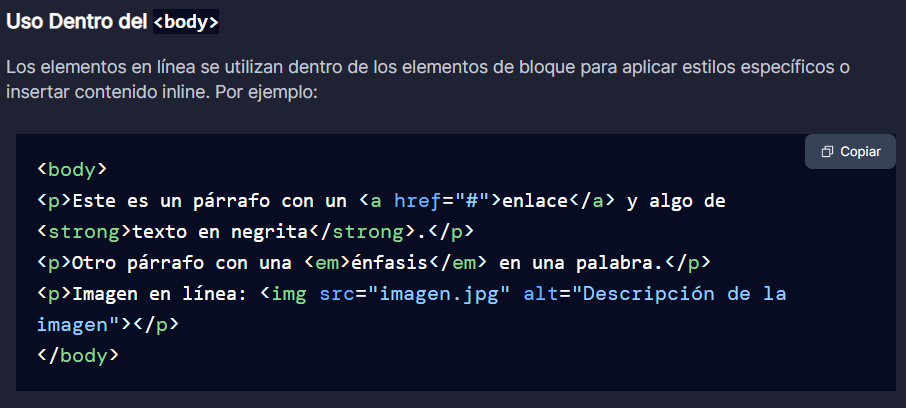 Uso Dentro del <body>
Los elementos en línea se utilizan dentro de los elementos de bloque para aplicar estilos específicos o
insertar contenido inline. Por ejemplo:
Copiar
<body>
<p>Este es un párrafo con un <a href="#">enlace</a> y algo de
<strong>texto en negrita</strong>.</p>
<p>Otro párrafo con una <em>énfasis</em> en una palabra.</p>
<p>Imagen en línea: <img src="imagen.jpg" alt="Descripción de la
imagen"></p>
</body>